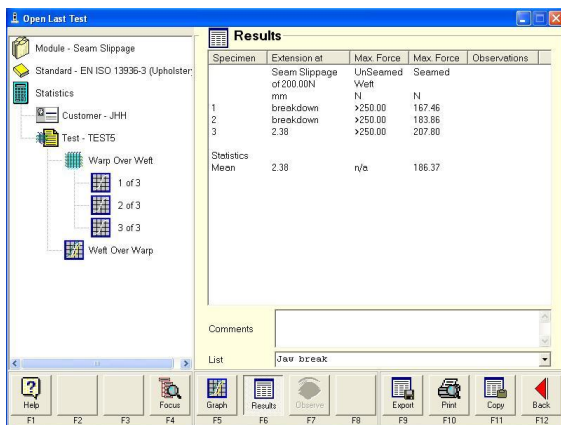 Open Last Test
Module - Seam Slippage
Standard - EN ISO 13936-3 (Upholster
Statistics
Customer - JHH
Test - TEST5
Warp Over Weft
1 of 3
2 of 3
3 of 3
Weft Over Warp
Results
Specimen Extension at Max. Force Max. Force Observations
Seam Slippage UnSeamed Seamed
of 200.00N Weft
mm N N
1 breakdown >250.00 167.46
2 breakdown >250.00 183.86
3 2.38 >250.00 207.80
Statistics
Mean 2.38 n/a 186.37
Comments
List Jaw break
Help Focus Graph Results Observe Export Print Copy Back
F1 F2 F3 F4 F5 F6 F7 F8 F9 F10 F11 F12